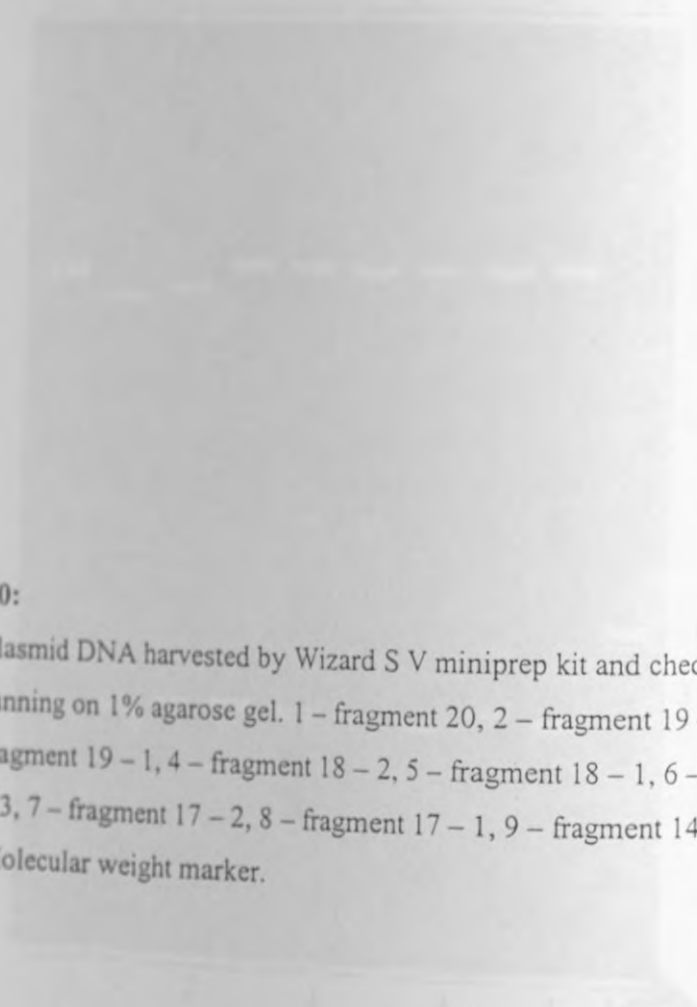 0:
lasmid DNA harvested by Wizard S V miniprep kit and chec
nning on 1% agarose gel. 1 – fragment 20, 2 – fragment 19
agment 19 – 1, 4 – fragment 18 – 2, 5 – fragment 18 – 1, 6 –
3, 7 – fragment 17 – 2, 8 – fragment 17 – 1, 9 – fragment 14
olecular weight marker.